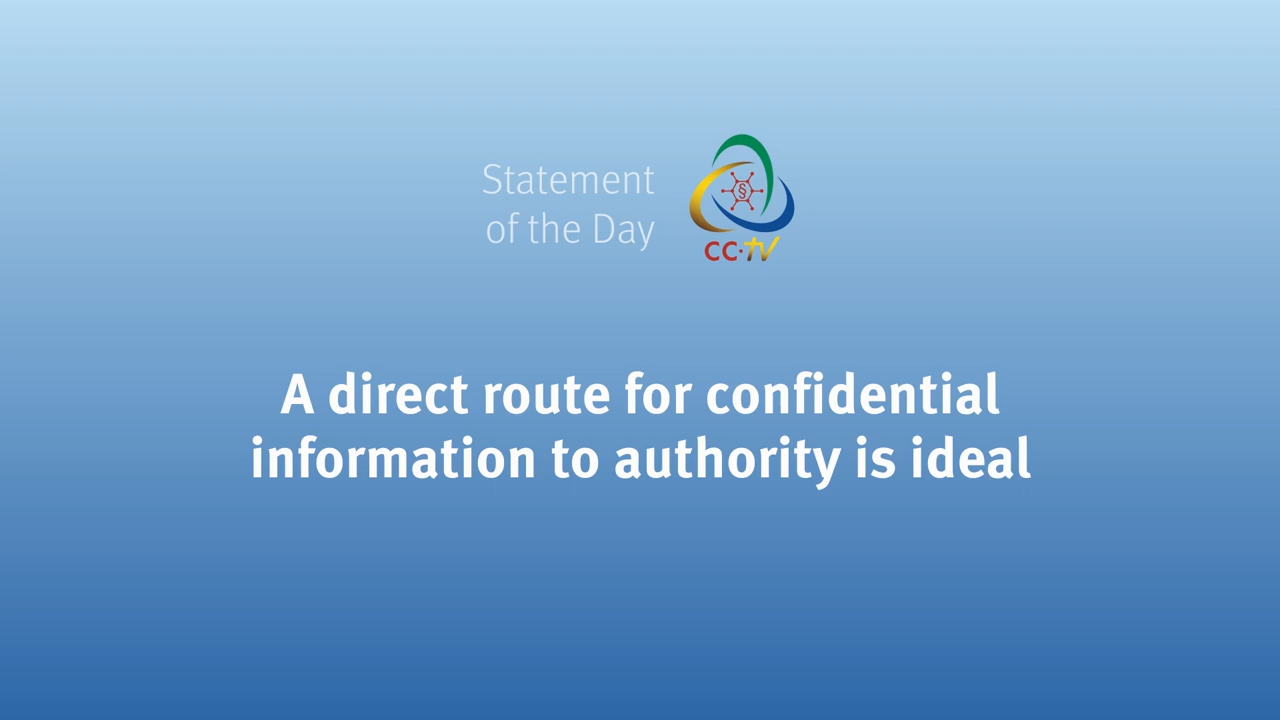 Statement
of the Day
§
CC·TV
A direct route for confidential
information to authority is ideal